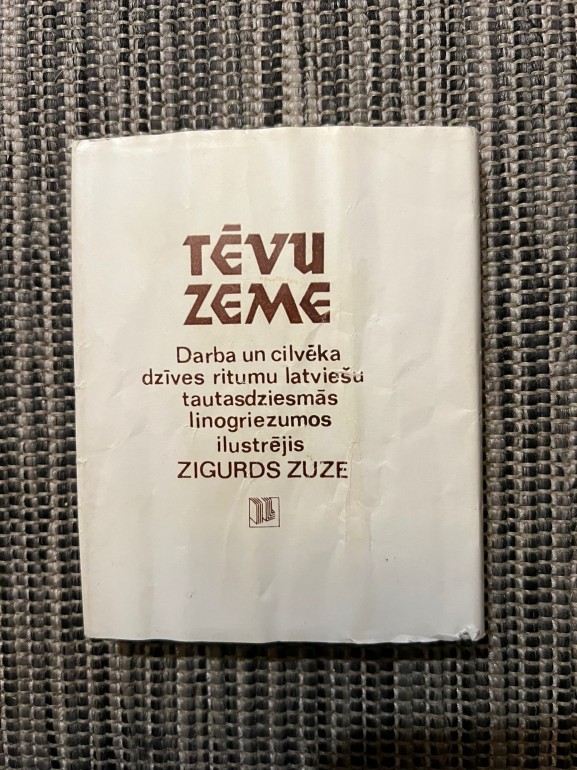 TĒVU
ZEME
Darba un cilvēka
dzīves ritumu latviešu
tautasdziesmās
linogriezumos
ilustrējis
ZIGURDS ZUZE